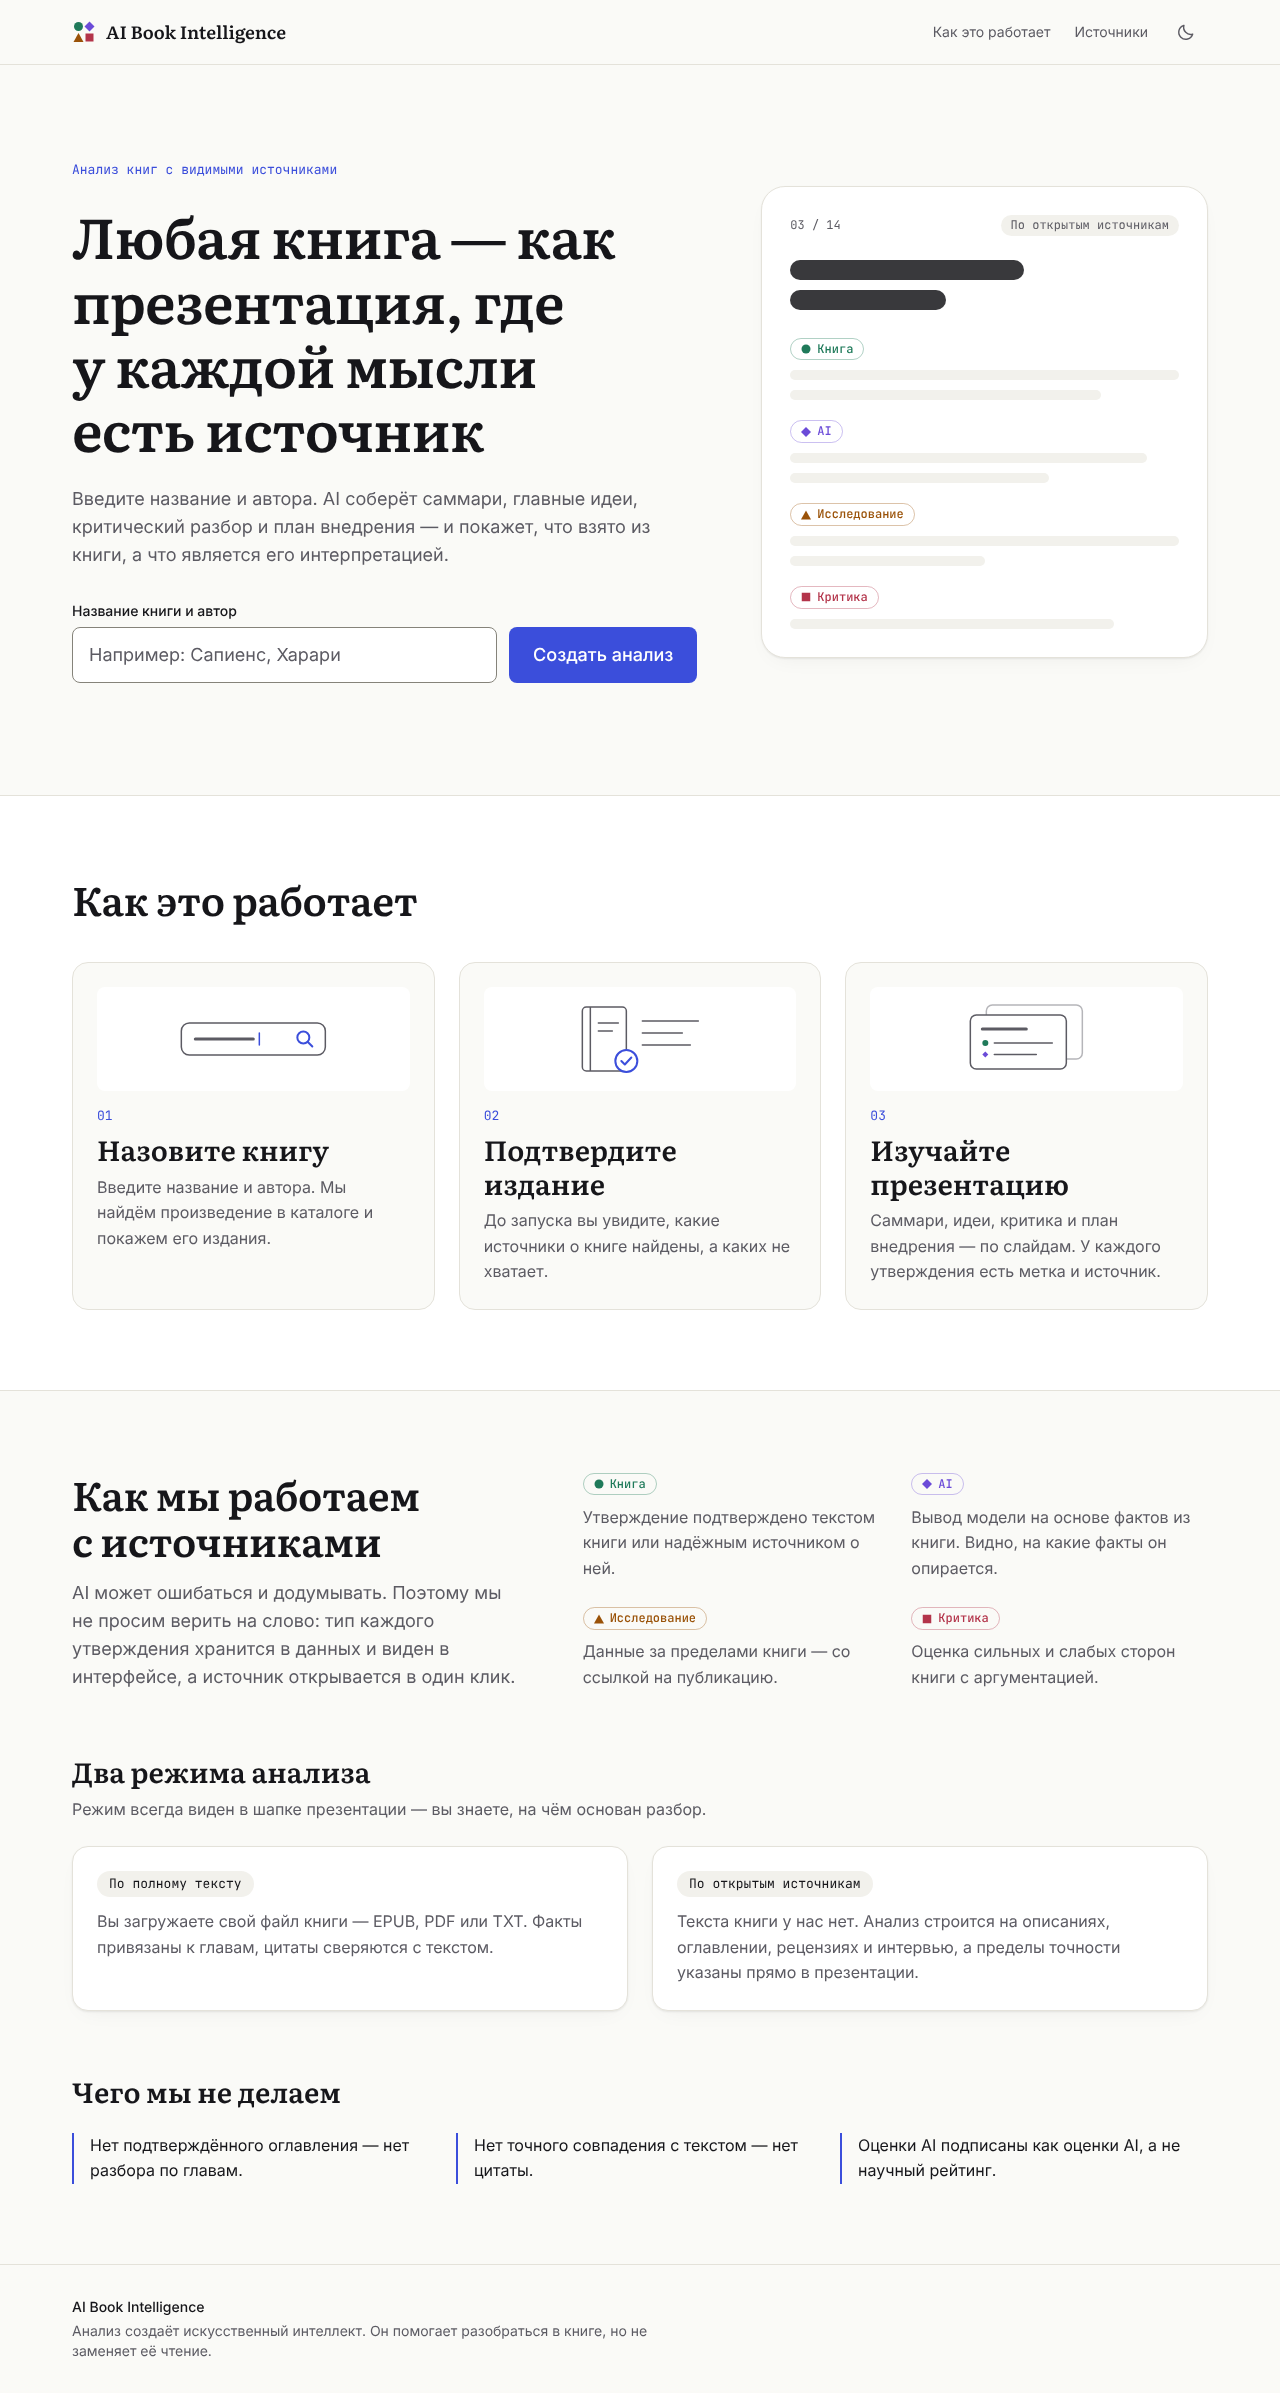 AI Book Intelligence
Как это работает
Источники
Анализ книг с видимыми источниками
Любая книга — как
презентация, где
у каждой мысли
есть источник
Введите название и автора. AI соберёт саммари, главные идеи,
критический разбор и план внедрения — и покажет, что взято из
книги, а что является его интерпретацией.
Название книги и автор
Например: Сапиенс, Харари
Создать анализ
03 / 14
По открытым источникам
Книга
AI
Исследование
Критика
Как это работает
01
Назовите книгу
Введите название и автора. Мы
найдём произведение в каталоге и
покажем его издания.
02
Подтвердите
издание
До запуска вы увидите, какие
источники о книге найдены, а каких не
хватает.
03
Изучайте
презентацию
Саммари, идеи, критика и план
внедрения — по слайдам. У каждого
утверждения есть метка и источник.
Как мы работаем
с источниками
AI может ошибаться и додумывать. Поэтому мы
не просим верить на слово: тип каждого
утверждения хранится в данных и виден в
интерфейсе, а источник открывается в один клик.
Книга
Утверждение подтверждено текстом
книги или надёжным источником о
ней.
AI
Вывод модели на основе фактов из
книги. Видно, на какие факты он
опирается.
Исследование
Данные за пределами книги — со
ссылкой на публикацию.
Критика
Оценка сильных и слабых сторон
книги с аргументацией.
Два режима анализа
Режим всегда виден в шапке презентации — вы знаете, на чём основан разбор.
По полному тексту
Вы загружаете свой файл книги — EPUB, PDF или TXT. Факты
привязаны к главам, цитаты сверяются с текстом.
По открытым источникам
Текста книги у нас нет. Анализ строится на описаниях,
оглавлении, рецензиях и интервью, а пределы точности
указаны прямо в презентации.
Чего мы не делаем
Нет подтверждённого оглавления — нет
разбора по главам.
Нет точного совпадения с текстом — нет
цитаты.
Оценки AI подписаны как оценки AI, а не
научный рейтинг.
AI Book Intelligence
Анализ создаёт искусственный интеллект. Он помогает разобраться в книге, но не
заменяет её чтение.